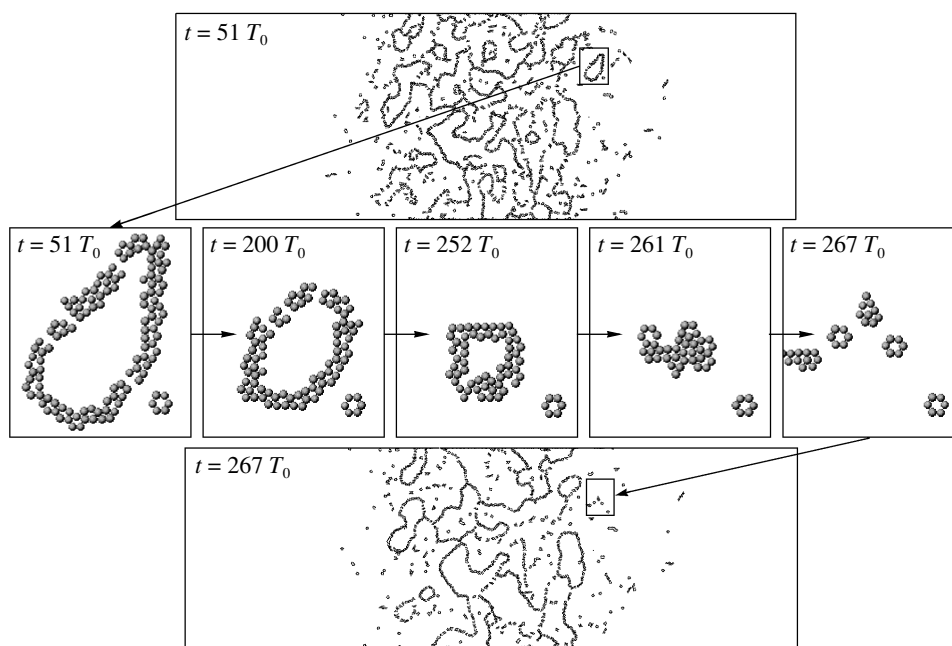 t = 51 T0
t = 51 T0
t = 200 T0
t = 252 T0
t = 261 T0
t = 267 T0
t = 267 T0